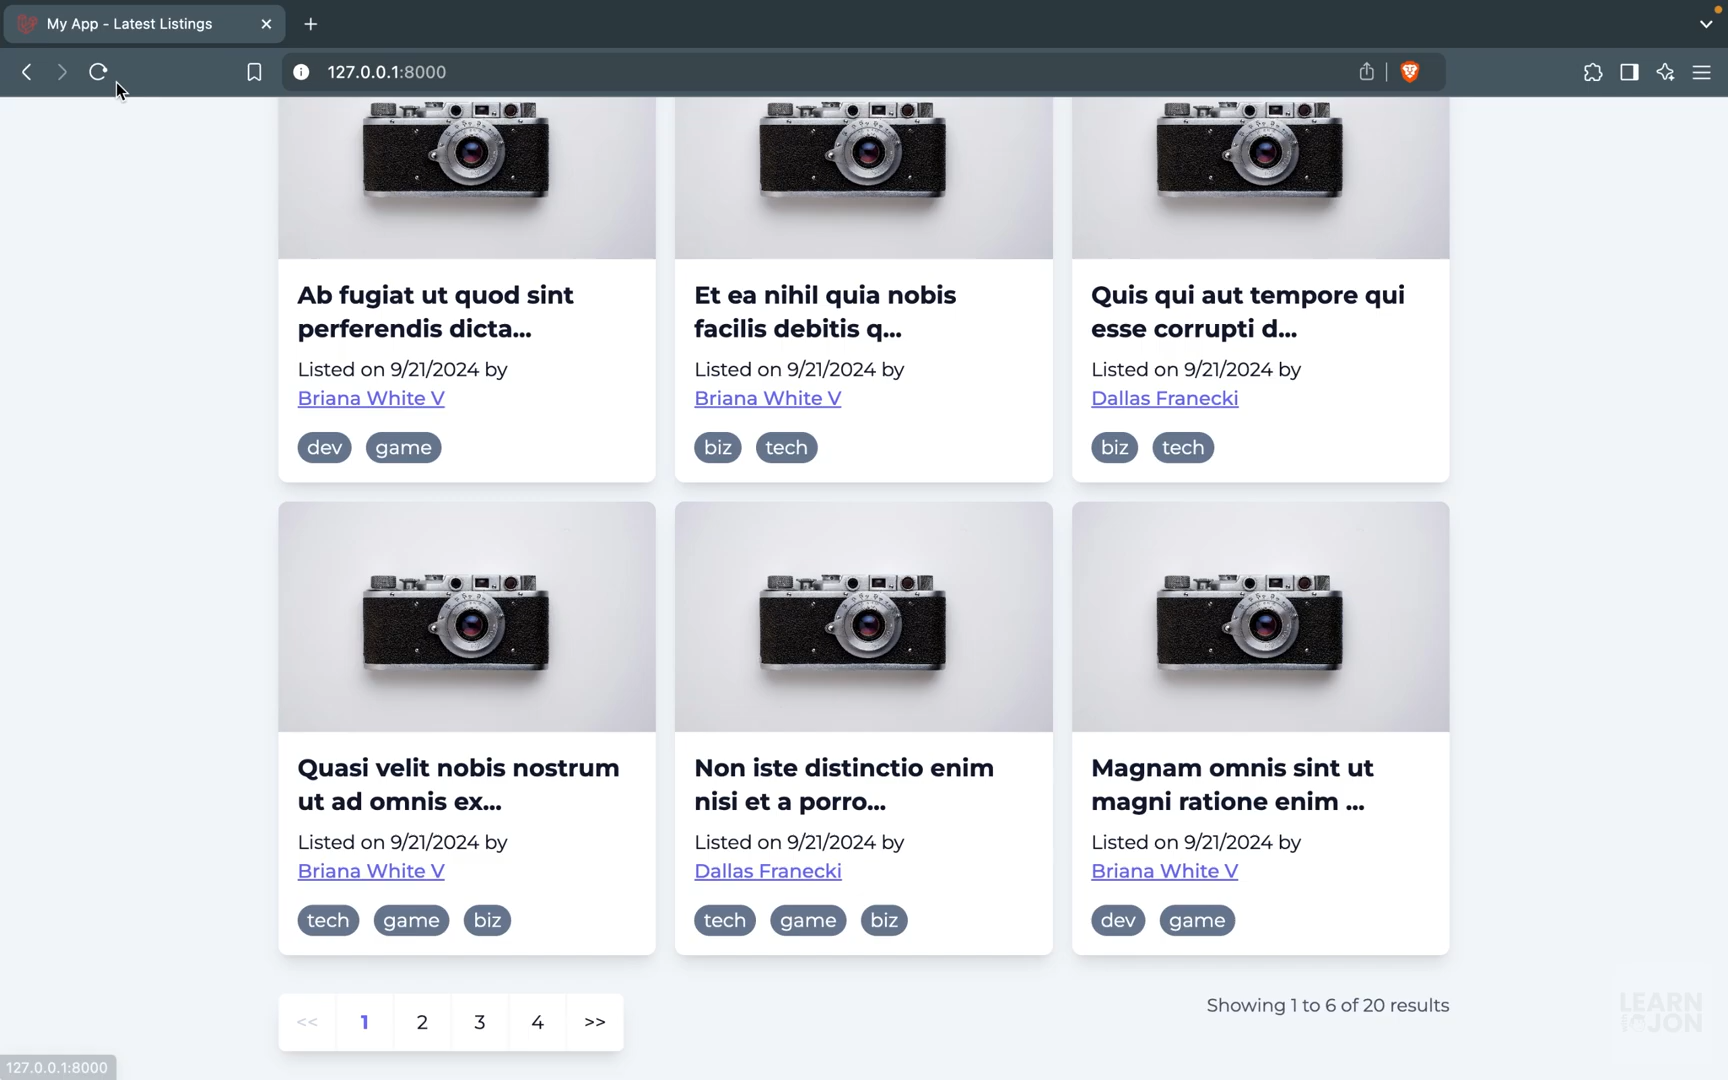 My App - Latest Listings
127.0.0.1:8000
Ab fugiat ut quod sint
perferendis dicta...
Listed on 9/21/2024 by
Briana White V
dev game
Et ea nihil quia nobis
facilis debitis q...
Listed on 9/21/2024 by
Briana White V
biz tech
Quis qui aut tempore qui
esse corrupti d...
Listed on 9/21/2024 by
Dallas Franecki
biz tech
Quasi velit nobis nostrum
ut ad omnis ex...
Listed on 9/21/2024 by
Briana White V
tech game biz
Non iste distinctio enim
nisi et a porro...
Listed on 9/21/2024 by
Dallas Franecki
tech game biz
Magnam omnis sint ut
magni ratione enim ...
Listed on 9/21/2024 by
Briana White V
dev game
<< 1 2 3 4 >>
Showing 1 to 6 of 20 results
LEARN
JON
127.0.0.1:8000